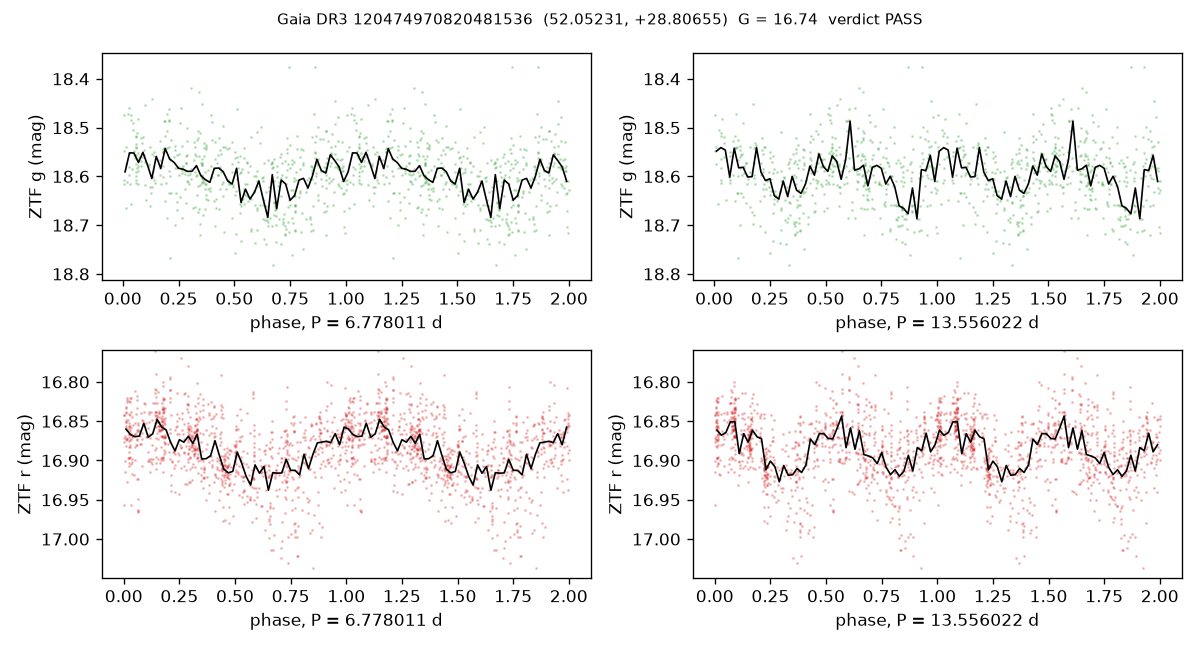 Gaia DR3 120474970820481536  (52.05231, +28.80655)  G = 16.74  verdict PASS
ZTF g (mag)
18.4
18.5
18.6
18.7
18.8
0.00 0.25 0.50 0.75 1.00 1.25 1.50 1.75 2.00
phase, P = 6.778011 d
ZTF g (mag)
18.4
18.5
18.6
18.7
18.8
0.00 0.25 0.50 0.75 1.00 1.25 1.50 1.75 2.00
phase, P = 13.556022 d
ZTF r (mag)
16.80
16.85
16.90
16.95
17.00
0.00 0.25 0.50 0.75 1.00 1.25 1.50 1.75 2.00
phase, P = 6.778011 d
ZTF r (mag)
16.80
16.85
16.90
16.95
17.00
0.00 0.25 0.50 0.75 1.00 1.25 1.50 1.75 2.00
phase, P = 13.556022 d